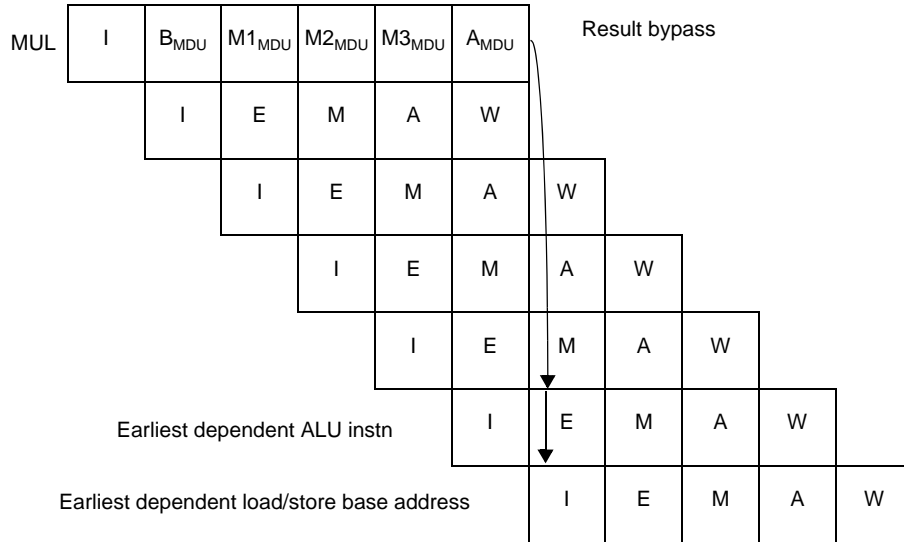 Result bypass
MUL I B_MDU M1_MDU M2_MDU M3_MDU A_MDU
I E M A W
I E M A W
I E M A W
I E M A W
Earliest dependent ALU instn I E M A W
Earliest dependent load/store base address I E M A W